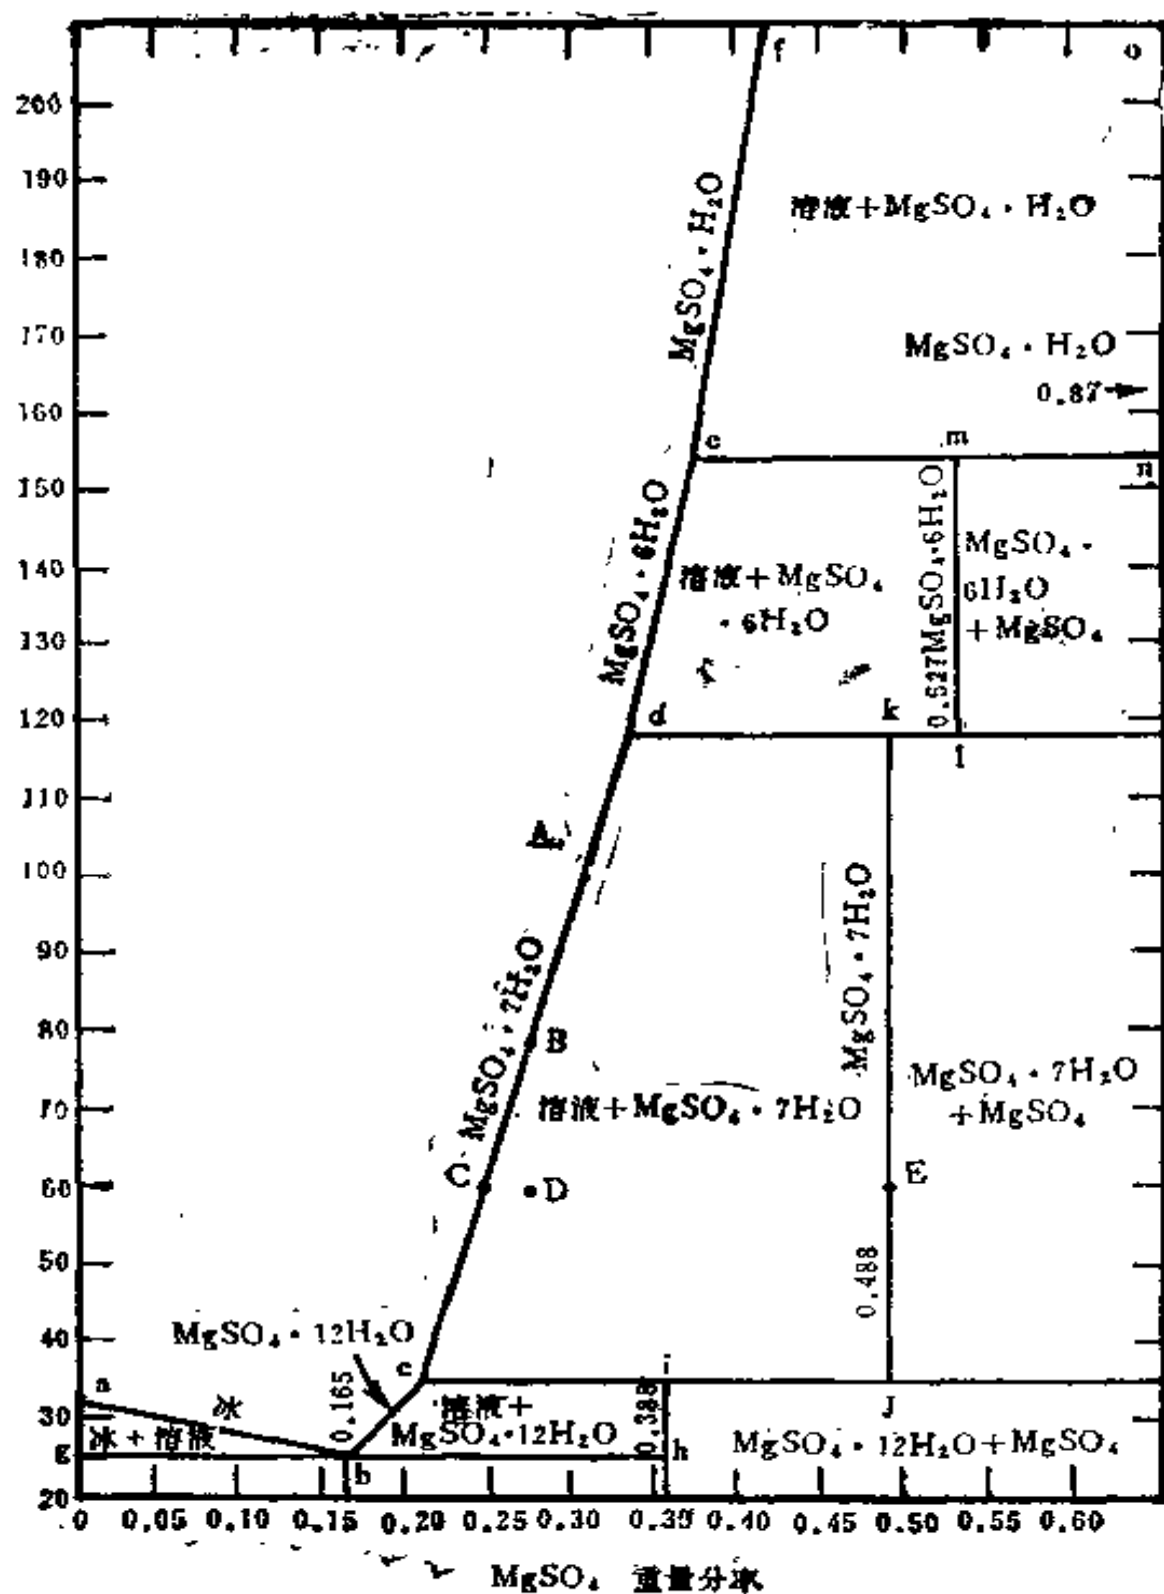 f
o
200
190
180
170
160
150
140
130
120
110
100
90
80
70
60
50
40
30
g
20
溶液+MgSO₄·H₂O
MgSO₄·H₂O
MgSO₄·H₂O
0.87
e
m
n
MgSO₄·6H₂O
溶液+MgSO₄
·6H₂O
0.527MgSO₄·6H₂O
MgSO₄·
6H₂O
+MgSO₄
d
k
l
A
MgSO₄·7H₂O
B
溶液+MgSO₄·7H₂O
MgSO₄·7H₂O
MgSO₄·7H₂O
+MgSO₄
C
D
E
0.488
MgSO₄·12H₂O
c
i
J
a
冰
0.165
冰+溶液
溶液+
MgSO₄·12H₂O
h
MgSO₄·12H₂O+MgSO₄
b
0 0.05 0.10 0.15 0.20 0.25 0.30 0.35 0.40 0.45 0.50 0.55 0.60
MgSO₄ 重量分率